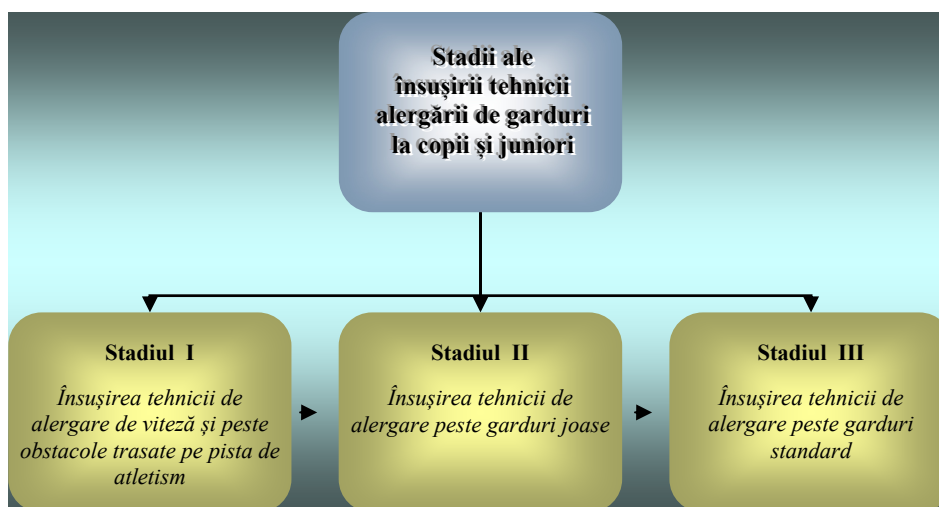 Stadii ale
însușirii tehnicii
alergării de garduri
la copii și juniori
Stadiul I
Însușirea tehnicii de
alergare de viteză și peste
obstacole trasate pe pista de
atletism
Stadiul II
Însușirea tehnicii de
alergare peste garduri joase
Stadiul III
Însușirea tehnicii de
alergare peste garduri
standard